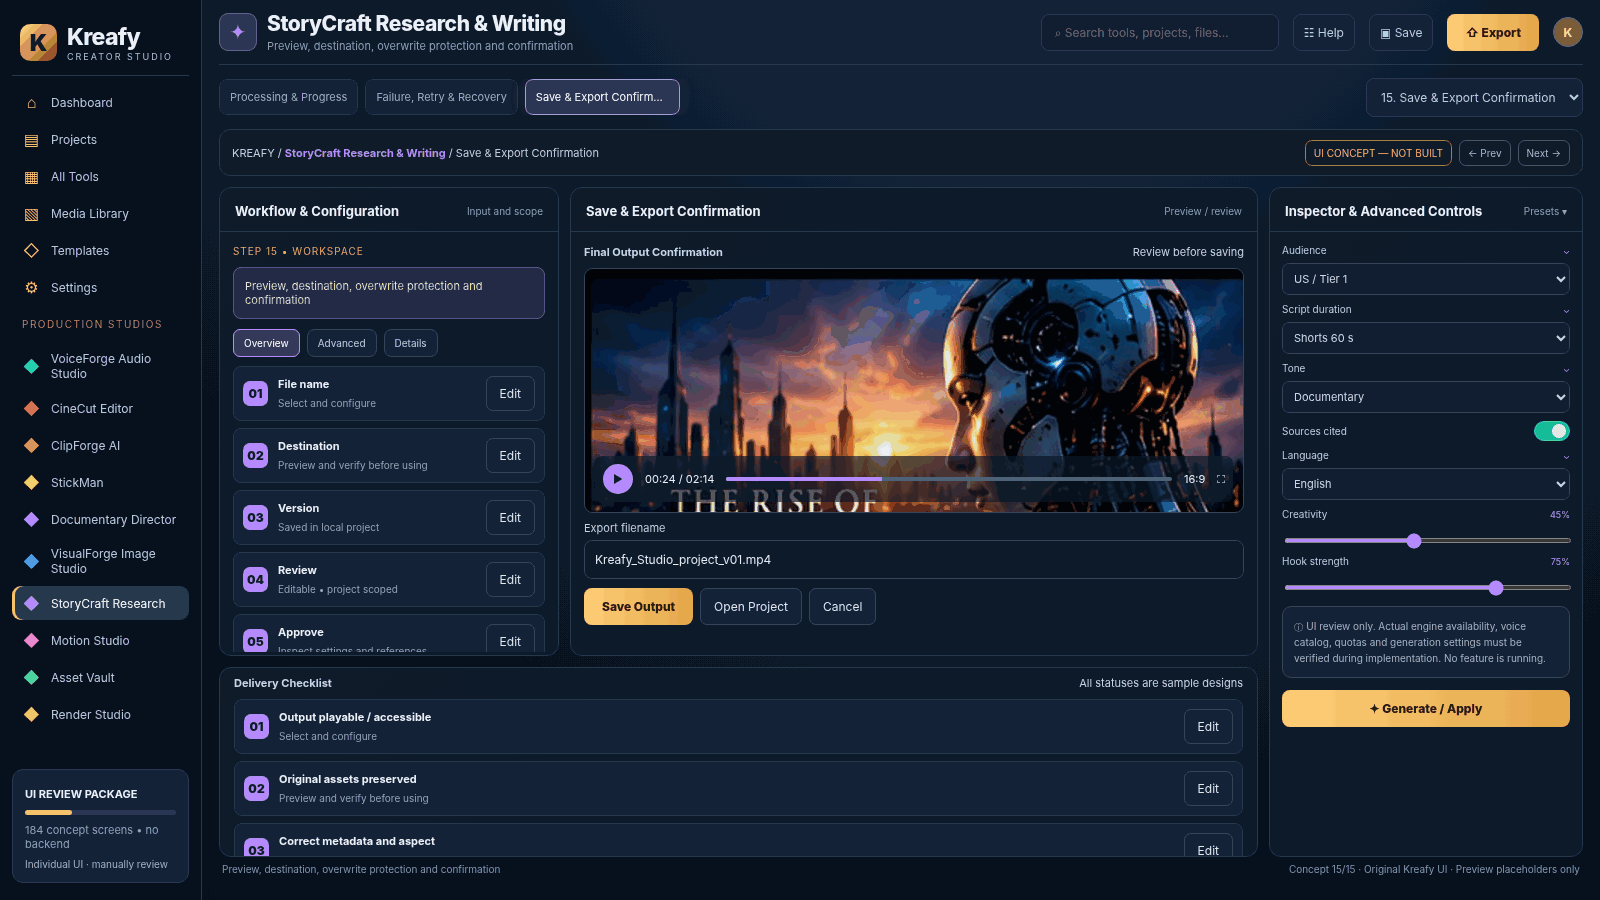 K
Kreafy
CREATOR STUDIO
Dashboard
Projects
All Tools
Media Library
Templates
Settings
PRODUCTION STUDIOS
VoiceForge Audio
Studio
CineCut Editor
ClipForge AI
StickMan
Documentary Director
VisualForge Image
Studio
StoryCraft Research
Motion Studio
Asset Vault
Render Studio
UI REVIEW PACKAGE
184 concept screens • no
backend
Individual UI · manually review
StoryCraft Research & Writing
Preview, destination, overwrite protection and confirmation
Search tools, projects, files...
Help
Save
Export
K
Processing & Progress
Failure, Retry & Recovery
Save & Export Confirm...
15. Save & Export Confirmation
KREAFY / StoryCraft Research & Writing / Save & Export Confirmation
UI CONCEPT — NOT BUILT
← Prev
Next →
Workflow & Configuration
Input and scope
STEP 15 • WORKSPACE
Preview, destination, overwrite protection and
confirmation
Overview
Advanced
Details
01
File name
Select and configure
Edit
02
Destination
Preview and verify before using
Edit
03
Version
Saved in local project
Edit
04
Review
Editable • project scoped
Edit
05
Approve
Inspect settings and references
Edit
Save & Export Confirmation
Preview / review
Final Output Confirmation
Review before saving
00:24 / 02:14
16:9
THE RISE OF
Export filename
Kreafy_Studio_project_v01.mp4
Save Output
Open Project
Cancel
Delivery Checklist
All statuses are sample designs
01
Output playable / accessible
Select and configure
Edit
02
Original assets preserved
Preview and verify before using
Edit
03
Correct metadata and aspect
Edit
Inspector & Advanced Controls
Presets ▾
Audience
US / Tier 1
Script duration
Shorts 60 s
Tone
Documentary
Sources cited
Language
English
Creativity
45%
Hook strength
75%
ⓘ UI review only. Actual engine availability, voice
catalog, quotas and generation settings must be
verified during implementation. No feature is running.
✦ Generate / Apply
Preview, destination, overwrite protection and confirmation
Concept 15/15 · Original Kreafy UI · Preview placeholders only